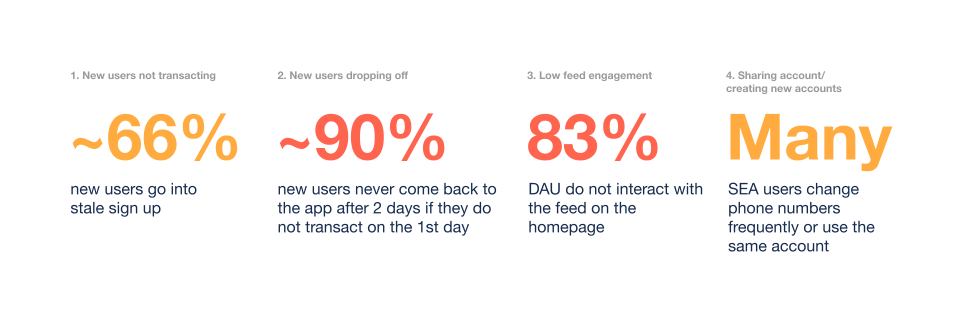 1. New users not transacting
~66%
new users go into
stale sign up
2. New users dropping off
~90%
new users never come back to
the app after 2 days if they do
not transact on the 1st day
3. Low feed engagement
83%
DAU do not interact with
the feed on the
homepage
4. Sharing account/
creating new accounts
Many
SEA users change
phone numbers
frequently or use the
same account